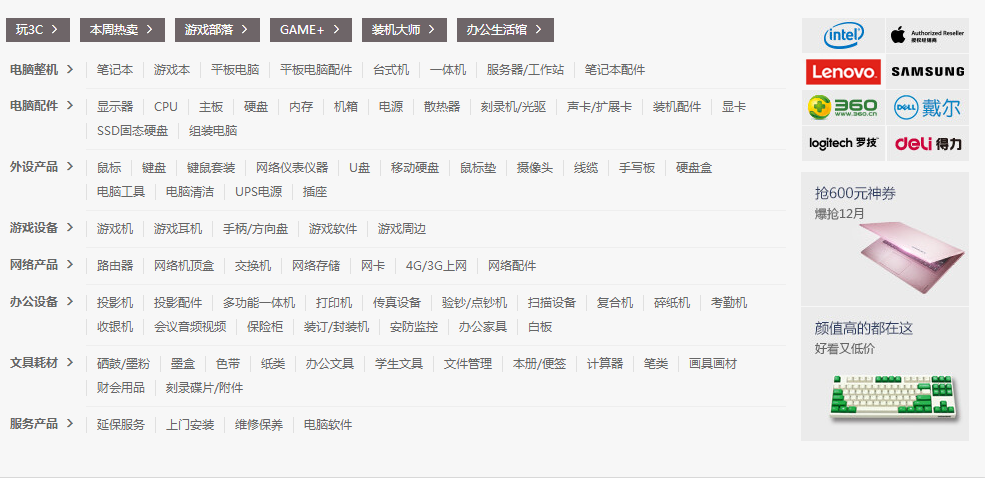 玩3C > 本周热卖 > 游戏部落 > GAME+ > 装机大师 > 办公生活馆 >
电脑整机 > 笔记本 游戏本 平板电脑 平板电脑配件 台式机 一体机 服务器/工作站 笔记本配件
电脑配件 > 显示器 CPU 主板 硬盘 内存 机箱 电源 散热器 刻录机/光驱 声卡/扩展卡 装机配件 显卡
SSD固态硬盘 组装电脑
外设产品 > 鼠标 键盘 键鼠套装 网络仪表仪器 U盘 移动硬盘 鼠标垫 摄像头 线缆 手写板 硬盘盒
电脑工具 电脑清洁 UPS电源 插座
游戏设备 > 游戏机 游戏耳机 手柄/方向盘 游戏软件 游戏周边
网络产品 > 路由器 网络机顶盒 交换机 网络存储 网卡 4G/3G上网 网络配件
办公设备 > 投影机 投影配件 多功能一体机 打印机 传真设备 验钞/点钞机 扫描设备 复合机 碎纸机 考勤机
收银机 会议音频视频 保险柜 装订/封装机 安防监控 办公家具 白板
文具耗材 > 硒鼓/墨粉 墨盒 色带 纸类 办公文具 学生文具 文件管理 本册/便签 计算器 笔类 画具画材
财会用品 刻录碟片/附件
服务产品 > 延保服务 上门安装 维修保养 电脑软件
intel Authorized Reseller
授权经销商
Lenovo SAMSUNG
360 DELL 戴尔
www.360.cn
logitech 罗技 deli 得力
抢600元神券
爆抢12月
颜值高的都在这
好看又低价